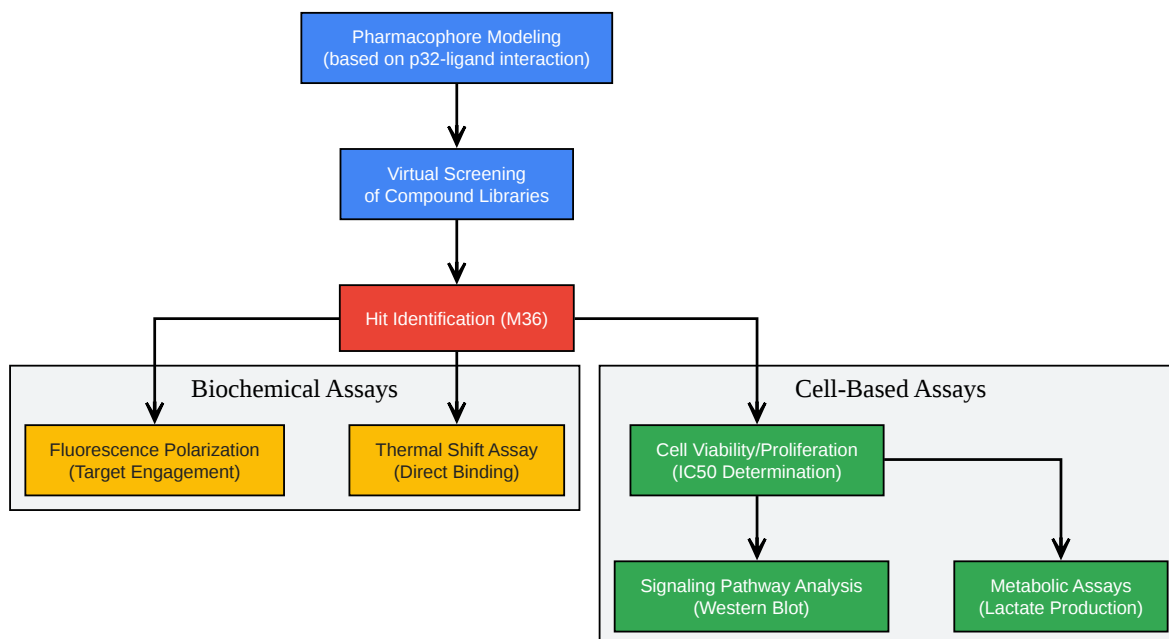 Pharmacophore Modeling
(based on p32-ligand interaction)
Virtual Screening
of Compound Libraries
Hit Identification (M36)
Biochemical Assays
Fluorescence Polarization
(Target Engagement)
Thermal Shift Assay
(Direct Binding)
Cell-Based Assays
Cell Viability/Proliferation
(IC50 Determination)
Signaling Pathway Analysis
(Western Blot)
Metabolic Assays
(Lactate Production)